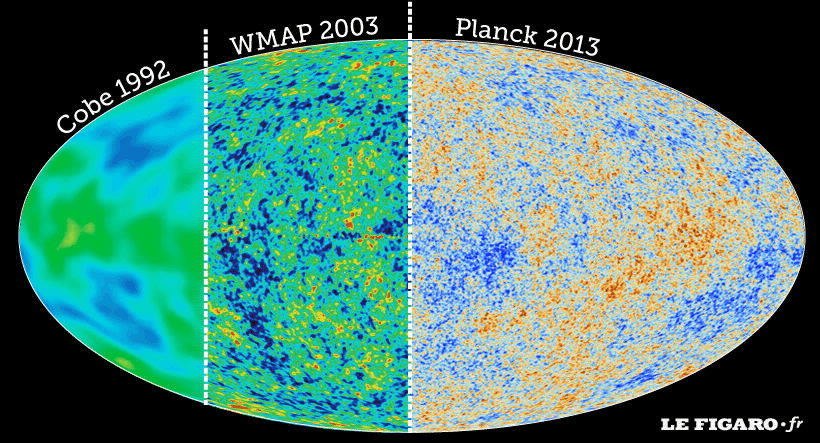 Cobe 1992
WMAP 2003
Planck 2013
LE FIGARO·fr